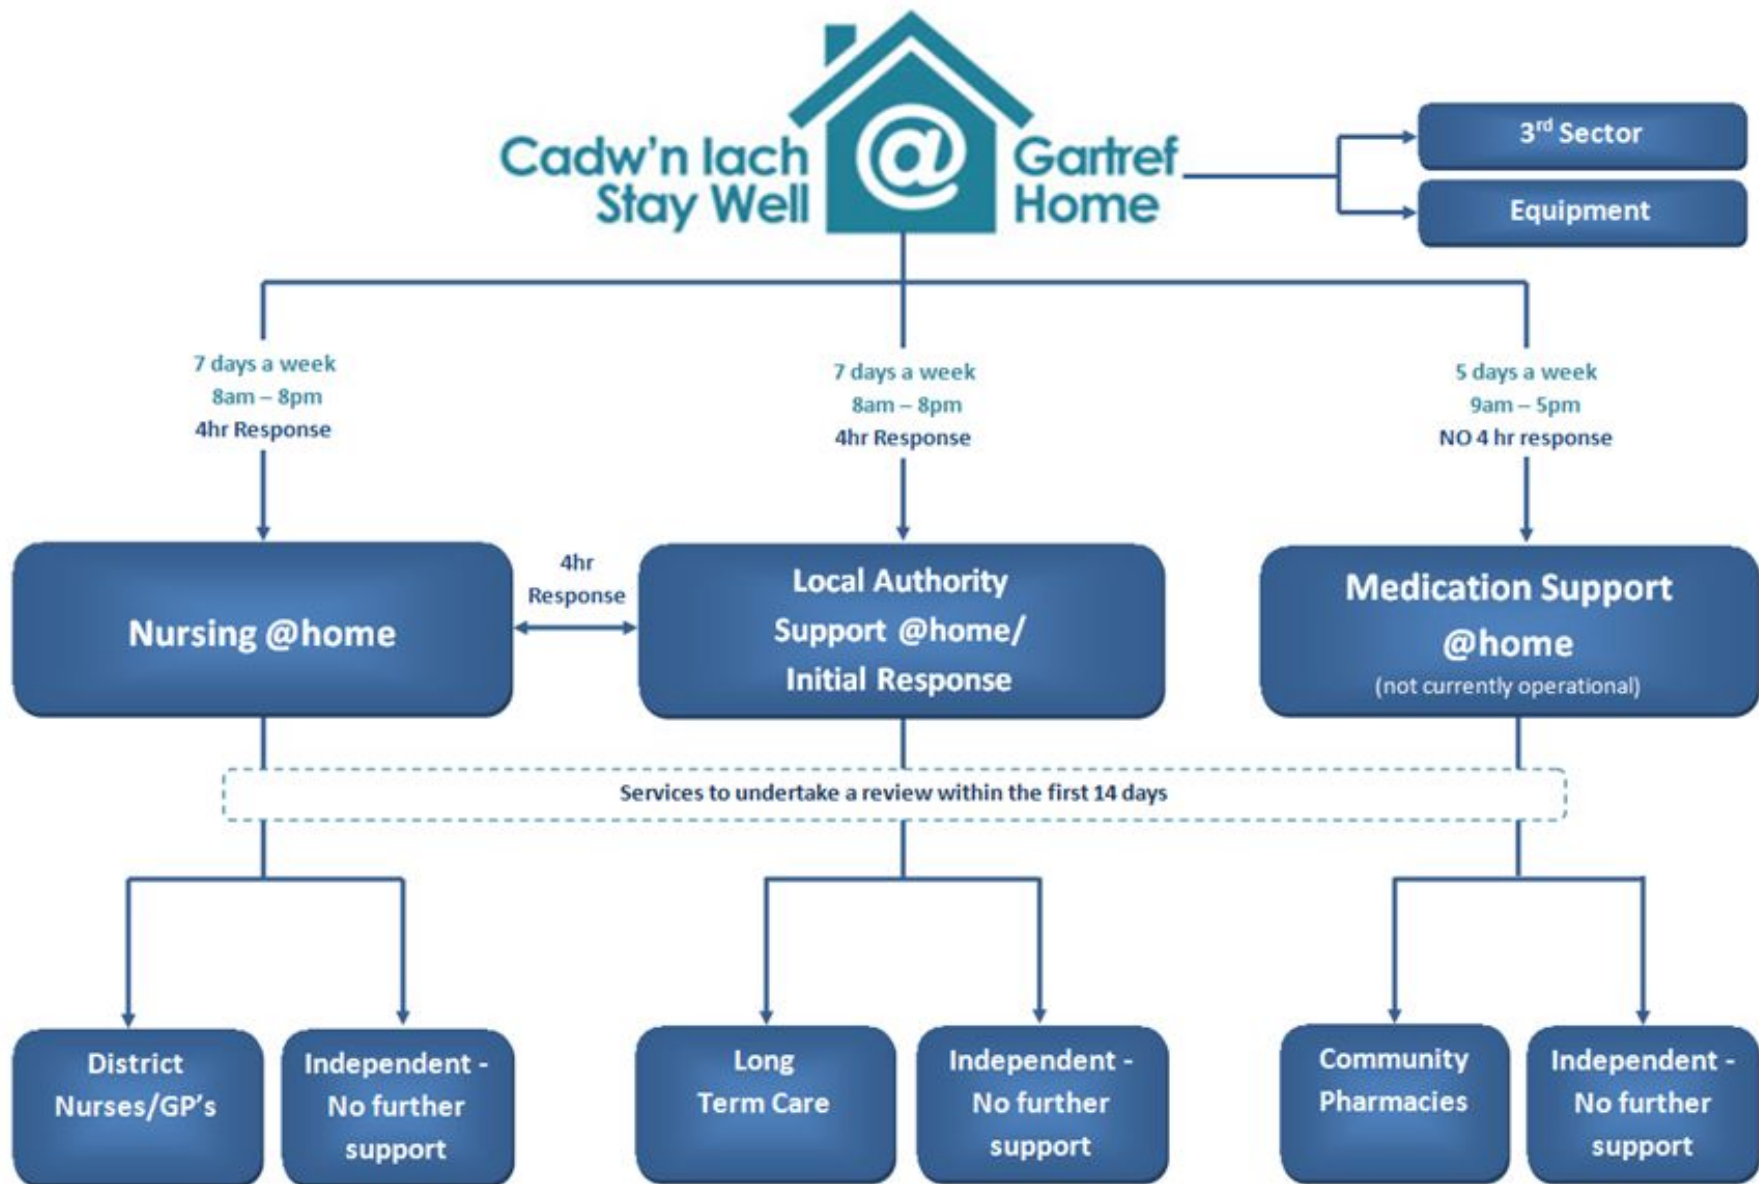 Cadw'n Iach @ Gartref
Stay Well Home
3rd Sector
Equipment
7 days a week
8am – 8pm
4hr Response
7 days a week
8am – 8pm
4hr Response
5 days a week
9am – 5pm
NO 4 hr response
Nursing @home
4hr
Response
Local Authority
Support @home/
Initial Response
Medication Support
@home
(not currently operational)
Services to undertake a review within the first 14 days
District
Nurses/GP's
Independent -
No further
support
Long
Term Care
Independent -
No further
support
Community
Pharmacies
Independent -
No further
support